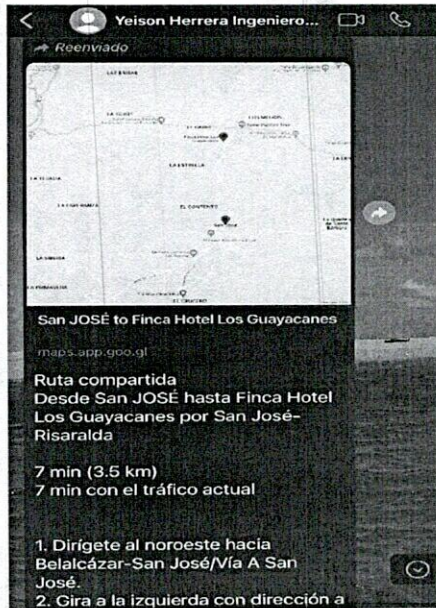 Yeison Herrera Ingeniero...
Reenviado
LA ESTRELLA
EL CONTENTO
San JOSÉ to Finca Hotel Los Guayacanes
maps.app.goo.gl
Ruta compartida
Desde San JOSÉ hasta Finca Hotel
Los Guayacanes por San José-
Risaralda
7 min (3.5 km)
7 min con el tráfico actual
1. Dirígete al noroeste hacia
Belalcázar-San José/Vía A San
José.
2. Gira a la izquierda con dirección a